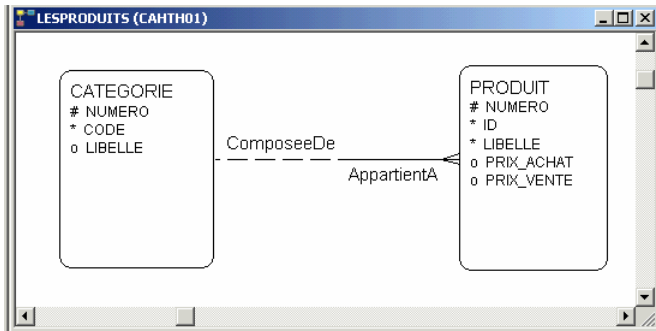 LESPRODUITS (CAHTH01)
CATEGORIE
# NUMERO
* CODE
o LIBELLE
ComposeeDe
AppartientA
PRODUIT
# NUMERO
* ID
* LIBELLE
o PRIX_ACHAT
o PRIX_VENTE